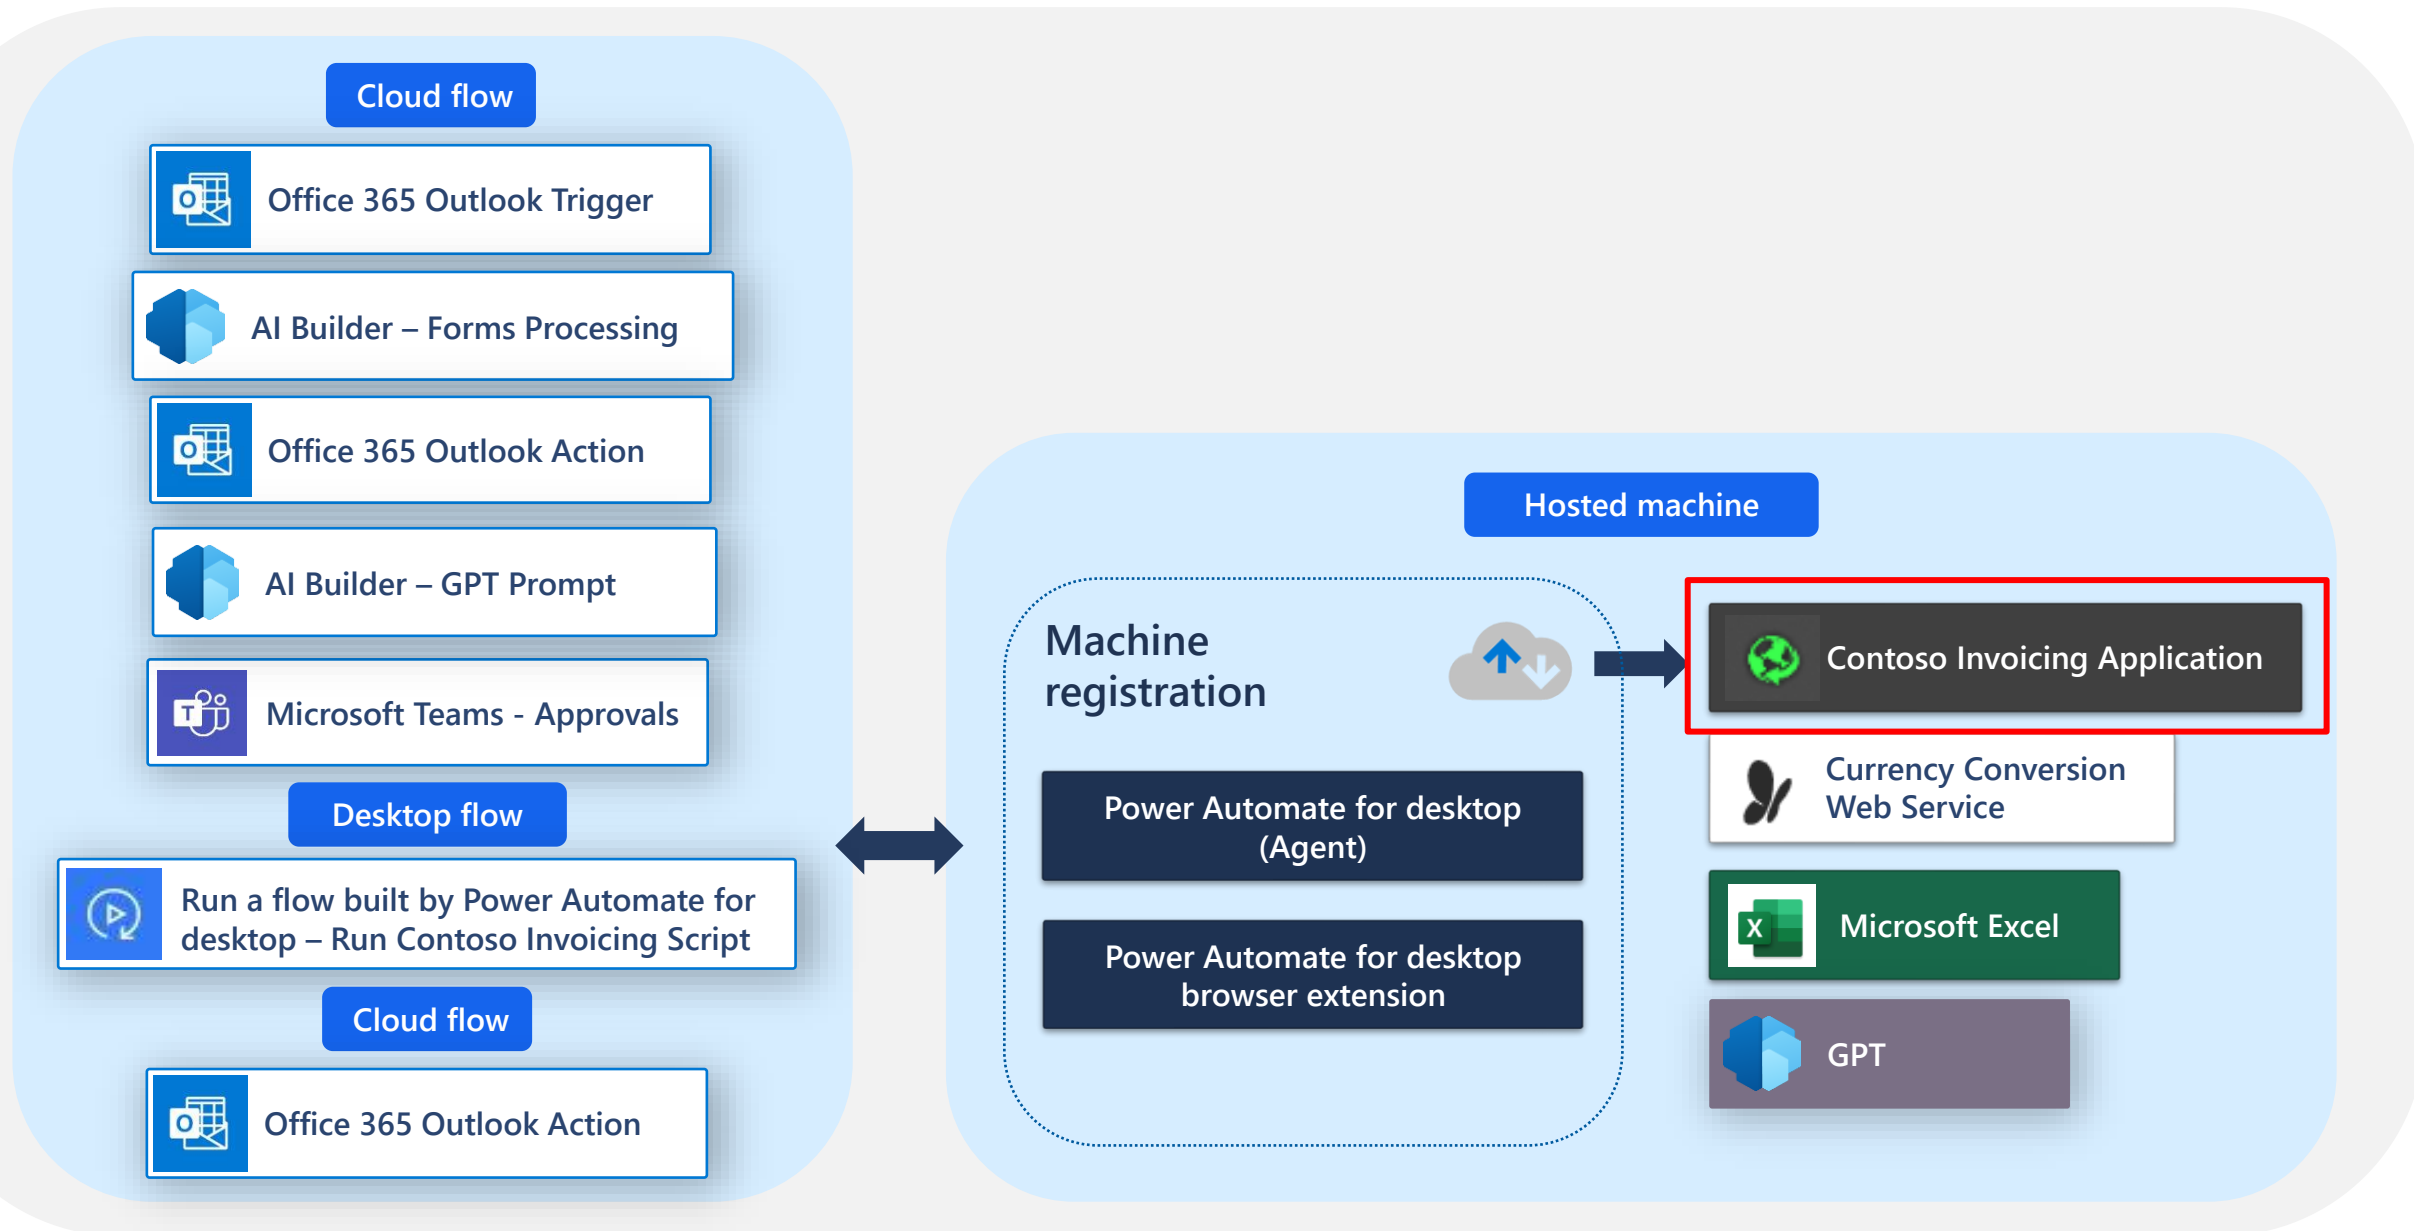 Cloud flow
Office 365 Outlook Trigger
AI Builder – Forms Processing
Office 365 Outlook Action
AI Builder – GPT Prompt
Microsoft Teams - Approvals
Desktop flow
Run a flow built by Power Automate for
desktop – Run Contoso Invoicing Script
Cloud flow
Office 365 Outlook Action
Hosted machine
Machine
registration
Power Automate for desktop
(Agent)
Power Automate for desktop
browser extension
Contoso Invoicing Application
Currency Conversion
Web Service
Microsoft Excel
GPT